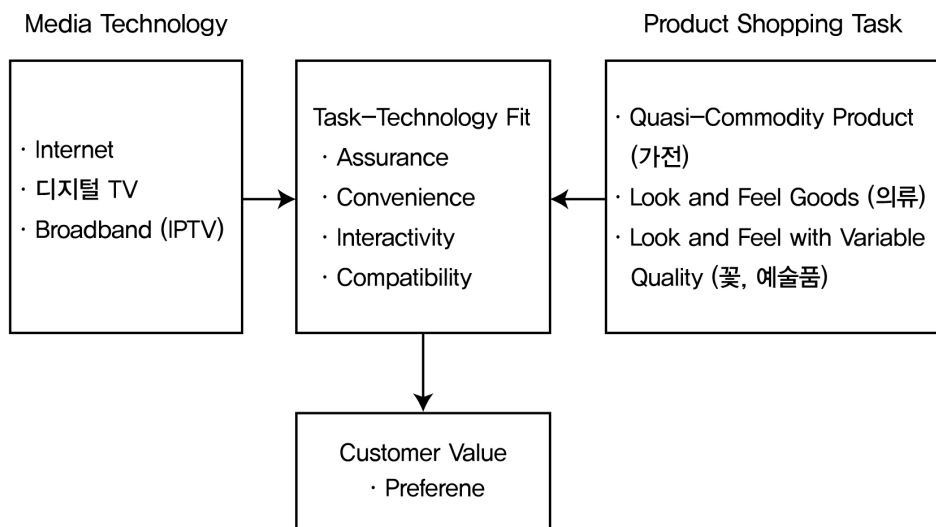 Media Technology
Product Shopping Task
· Internet
· 디지털 TV
· Broadband (IPTV)
Task-Technology Fit
· Assurance
· Convenience
· Interactivity
· Compatibility
· Quasi-Commodity Product
(가전)
· Look and Feel Goods (의류)
· Look and Feel with Variable
Quality (꽃, 예술품)
Customer Value
· Preferene